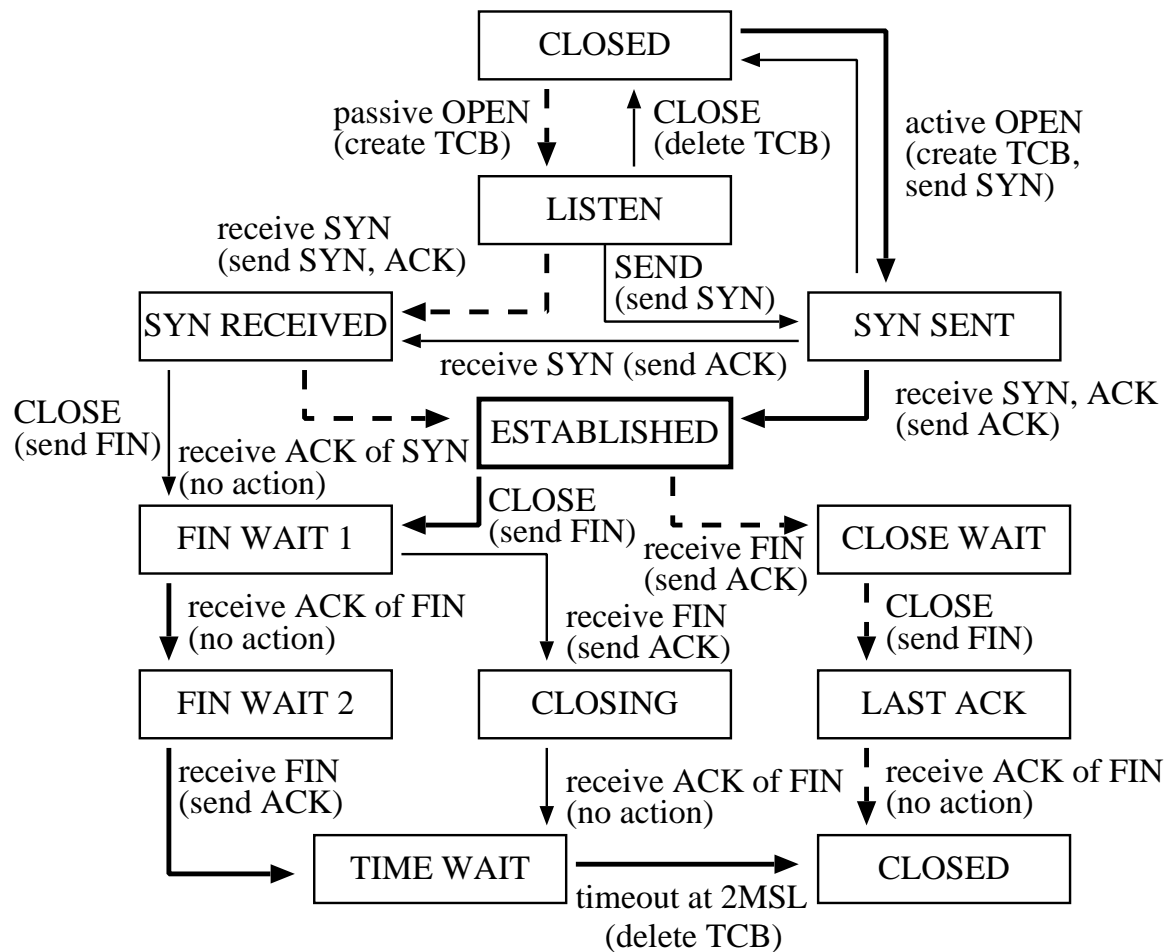 CLOSED
passive OPEN
(create TCB)
CLOSE
(delete TCB)
active OPEN
(create TCB,
send SYN)
LISTEN
receive SYN
(send SYN, ACK)
SEND
(send SYN)
SYN RECEIVED
SYN SENT
receive SYN (send ACK)
CLOSE
(send FIN)
receive SYN, ACK
(send ACK)
ESTABLISHED
receive ACK of SYN
(no action)
CLOSE
(send FIN)
receive FIN
(send ACK)
FIN WAIT 1
CLOSE WAIT
receive ACK of FIN
(no action)
receive FIN
(send ACK)
CLOSE
(send FIN)
FIN WAIT 2
CLOSING
LAST ACK
receive FIN
(send ACK)
receive ACK of FIN
(no action)
receive ACK of FIN
(no action)
TIME WAIT
CLOSED
timeout at 2MSL
(delete TCB)